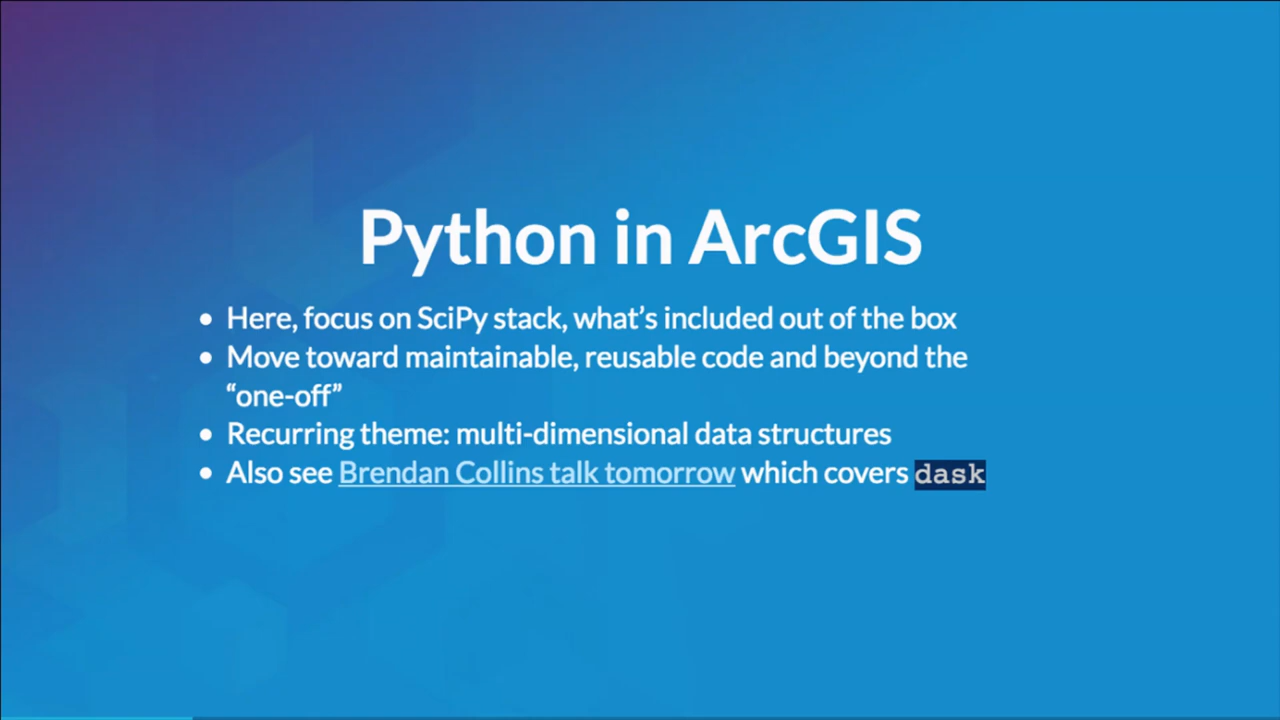 Python in ArcGIS
• Here, focus on SciPy stack, what’s included out of the box
• Move toward maintainable, reusable code and beyond the
“one-off”
• Recurring theme: multi-dimensional data structures
• Also see Brendan Collins talk tomorrow which covers dask